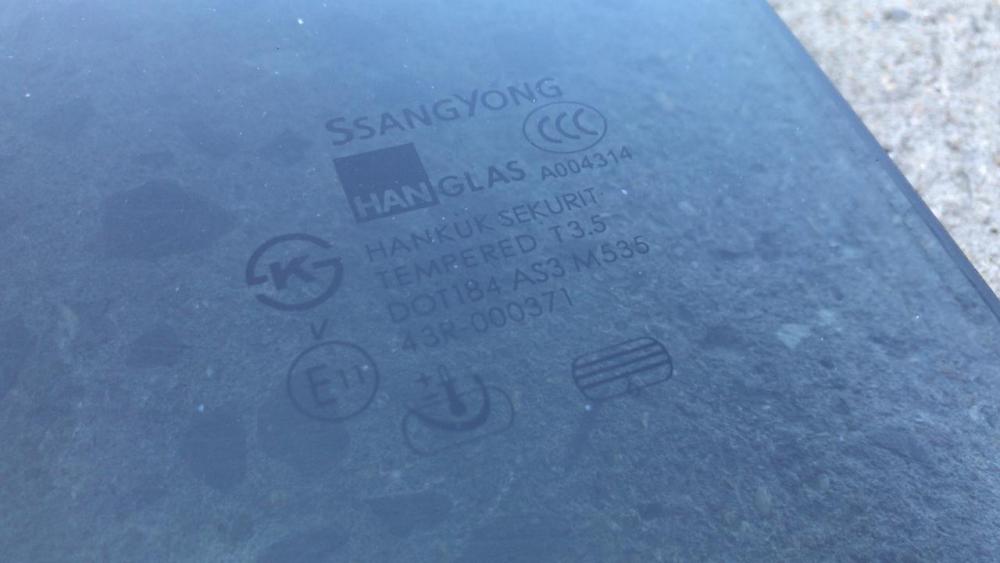 SSANGYONG
CCC
HANGLAS A004314
HANKUK SEKURIT
TEMPERED T3.5
DOT184 AS3 M536
43R-000371
K
V
E11